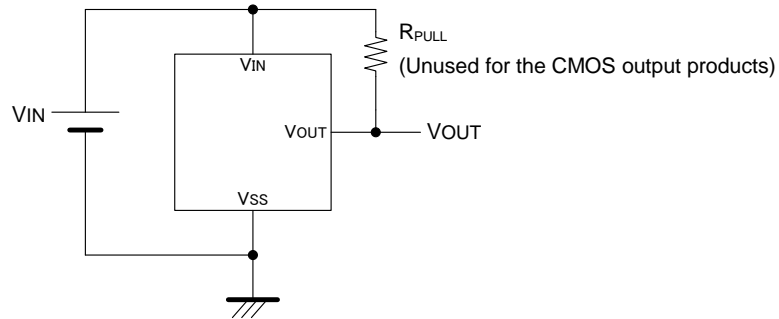 RPULL
VIN
(Unused for the CMOS output products)
VIN
VOUT
VOUT
VSS